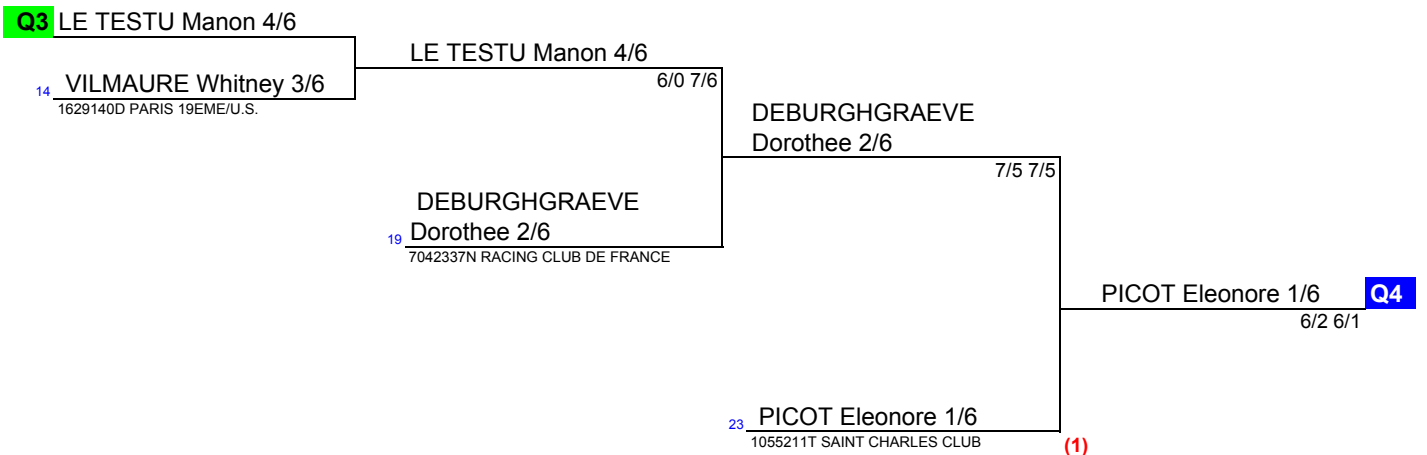 Q3 LE TESTU Manon 4/6
14 VILMAURE Whitney 3/6
1629140D PARIS 19EME/U.S.
LE TESTU Manon 4/6
6/0 7/6
DEBURGHGRAEVE
19 Dorothee 2/6
7042337N RACING CLUB DE FRANCE
DEBURGHGRAEVE
Dorothee 2/6
7/5 7/5
23 PICOT Eleonore 1/6
1055211T SAINT CHARLES CLUB
(1)
PICOT Eleonore 1/6 Q4
6/2 6/1